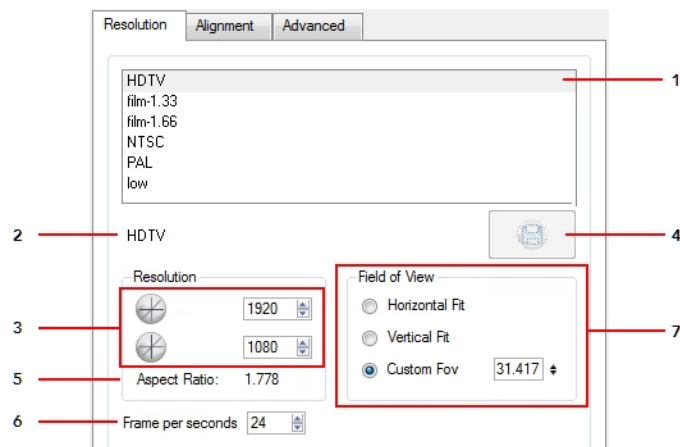 Resolution Alignment Advanced
HDTV 1
film-1.33
film-1.66
NTSC
PAL
low
2 HDTV 4
Resolution Field of View
1920 Horizontal Fit
3 Vertical Fit 7
1080
5 Aspect Ratio: 1.778 Custom Fov 31.417
6 Frame per seconds 24